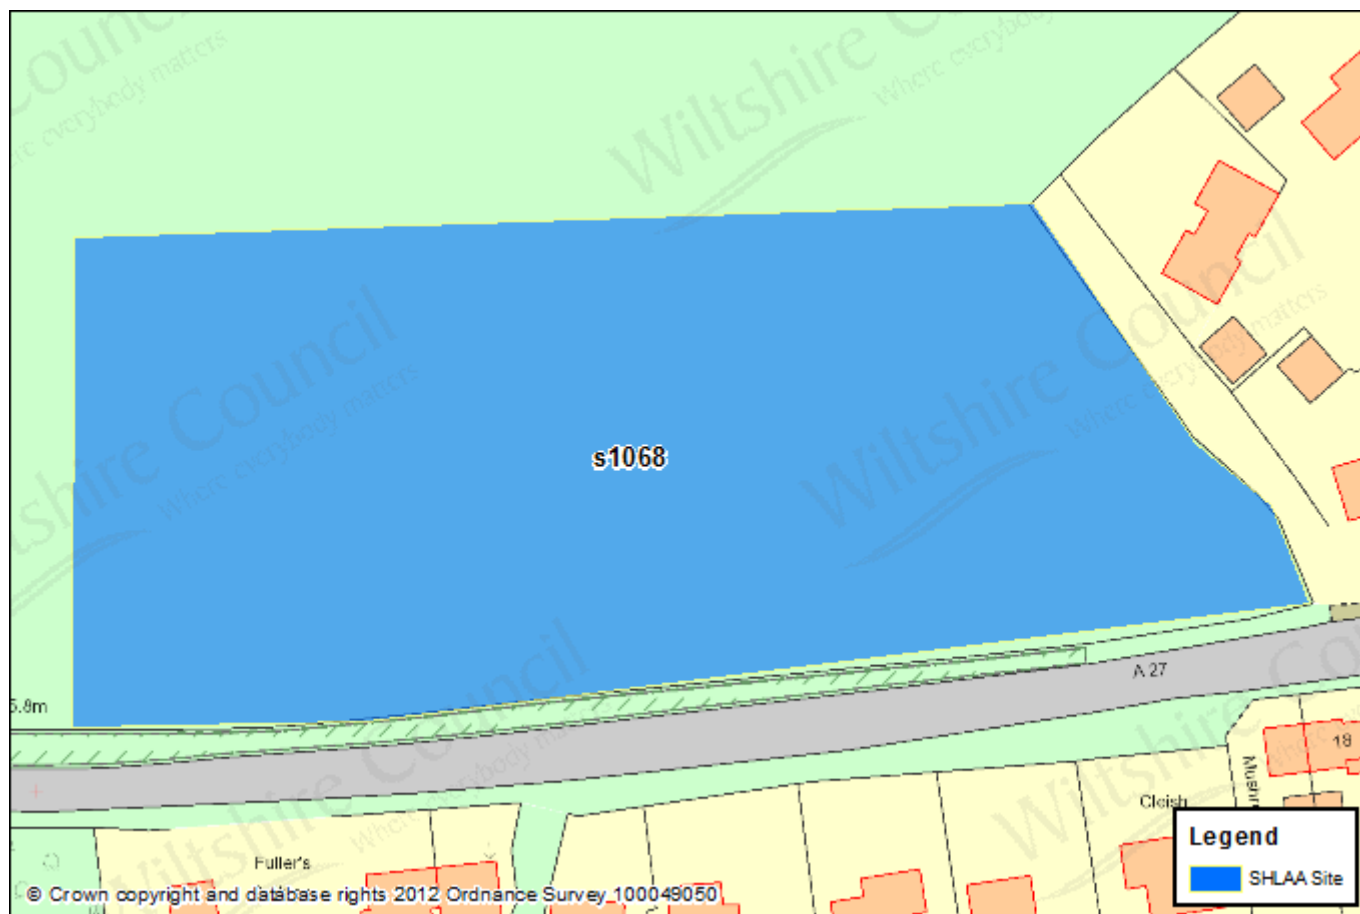 Wiltshire Council
Where everybody matters
s1068
A 27
5.8m
18
Cleish
Fuller's
Legend
SHLAA Site
© Crown copyright and database rights 2012 Ordnance Survey 100049050